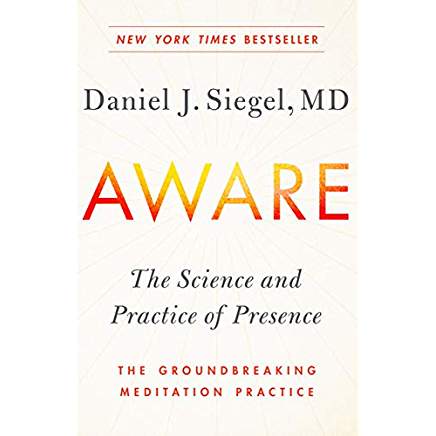 NEW YORK TIMES BESTSELLER
Daniel J. Siegel, MD
AWARE
The Science and
Practice of Presence
THE GROUNDBREAKING
MEDITATION PRACTICE